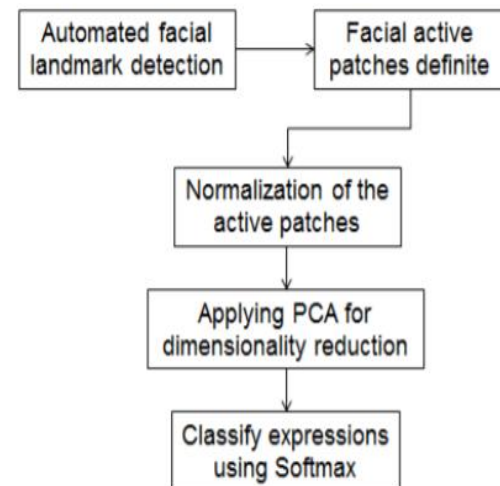 Automated facial
landmark detection
Facial active
patches definite
Normalization of the
active patches
Applying PCA for
dimensionality reduction
Classify expressions
using Softmax